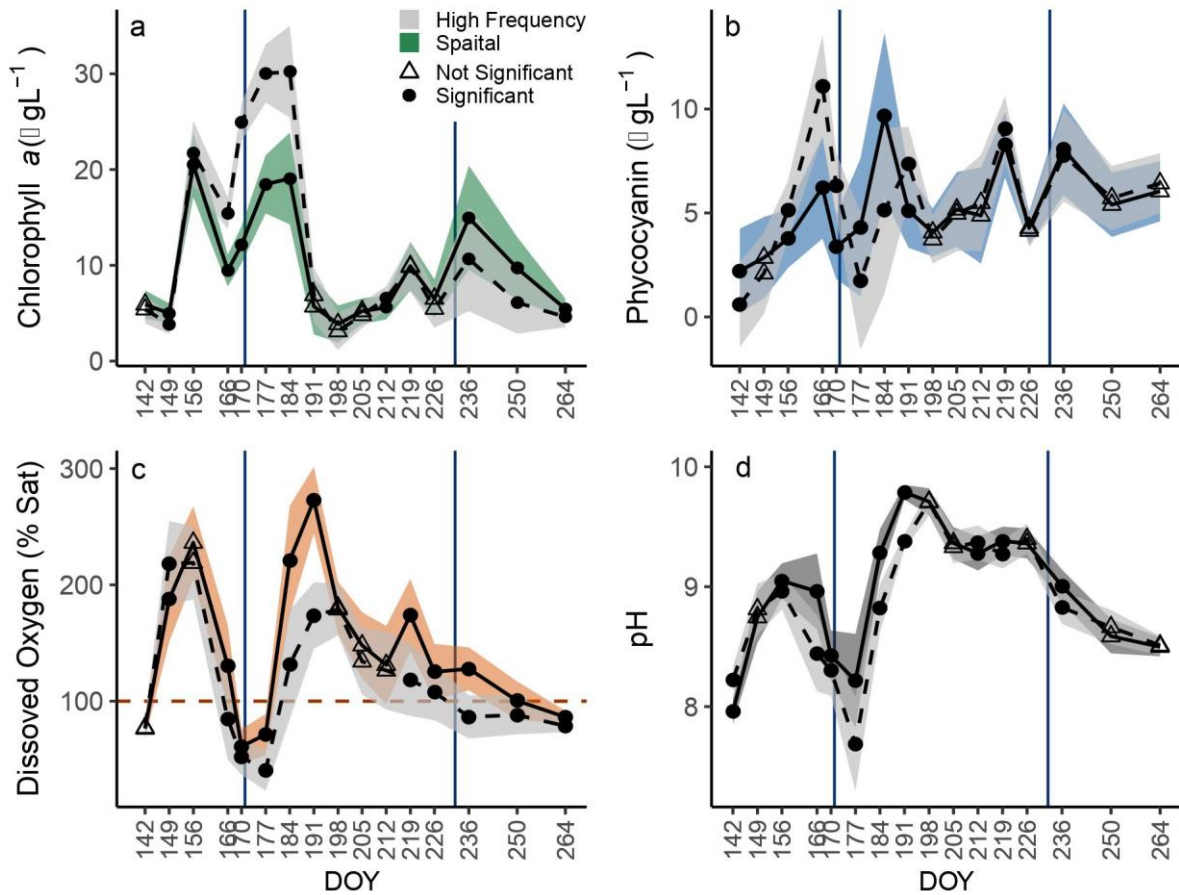 a
High Frequency
Spaital
Not Significant
Significant
Chlorophyll a (▯ gL⁻¹)
30
20
10
0
142 149 156 166 170 177 184 191 198 205 212 219 226 236 250 264
b
Phycocyanin (▯ gL⁻¹)
10
5
0
142 149 156 166 170 177 184 191 198 205 212 219 226 236 250 264
c
Dissoved Oxygen (% Sat)
300
200
100
142 149 156 166 170 177 184 191 198 205 212 219 226 236 250 264
DOY
d
pH
10
9
8
142 149 156 166 170 177 184 191 198 205 212 219 226 236 250 264
DOY